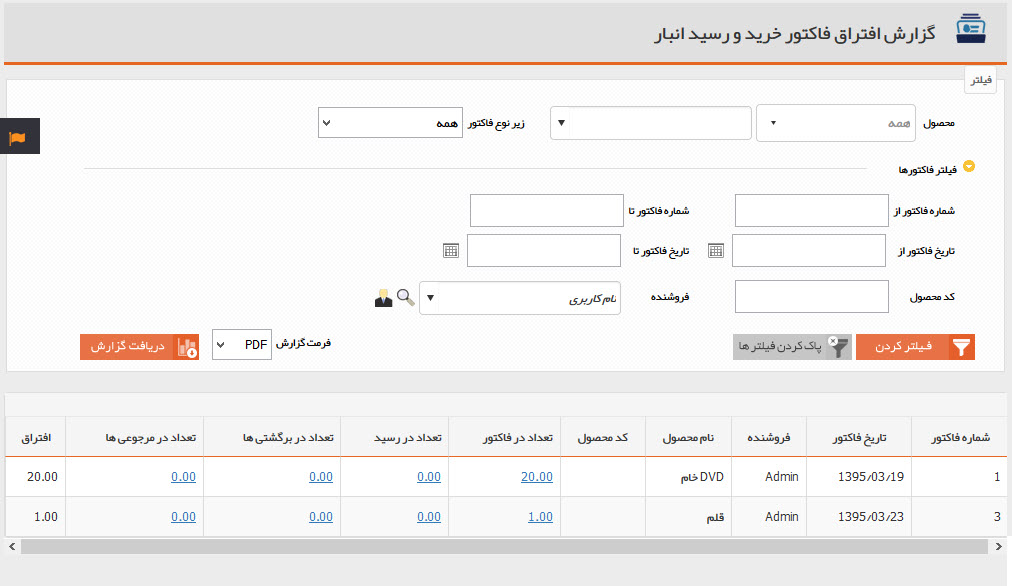 گزارش افتراق فاکتور خرید و رسید انبار
فیلتر
محصول همه زیر نوع فاکتور همه
فیلتر فاکتورها
شماره فاکتور از شماره فاکتور تا
تاریخ فاکتور از تاریخ فاکتور تا
کد محصول فروشنده نام کاربری
فیلتر کردن پاک کردن فیلتر ها فرمت گزارش PDF دریافت گزارش
شماره فاکتور تاریخ فاکتور فروشنده نام محصول کد محصول تعداد در فاکتور تعداد در رسید تعداد در برگشتی ها تعداد در مرجوعی ها افتراق
1 1395/03/19 Admin DVD خام 20.00 0.00 0.00 0.00 20.00
3 1395/03/23 Admin قلم 1.00 0.00 0.00 0.00 1.00